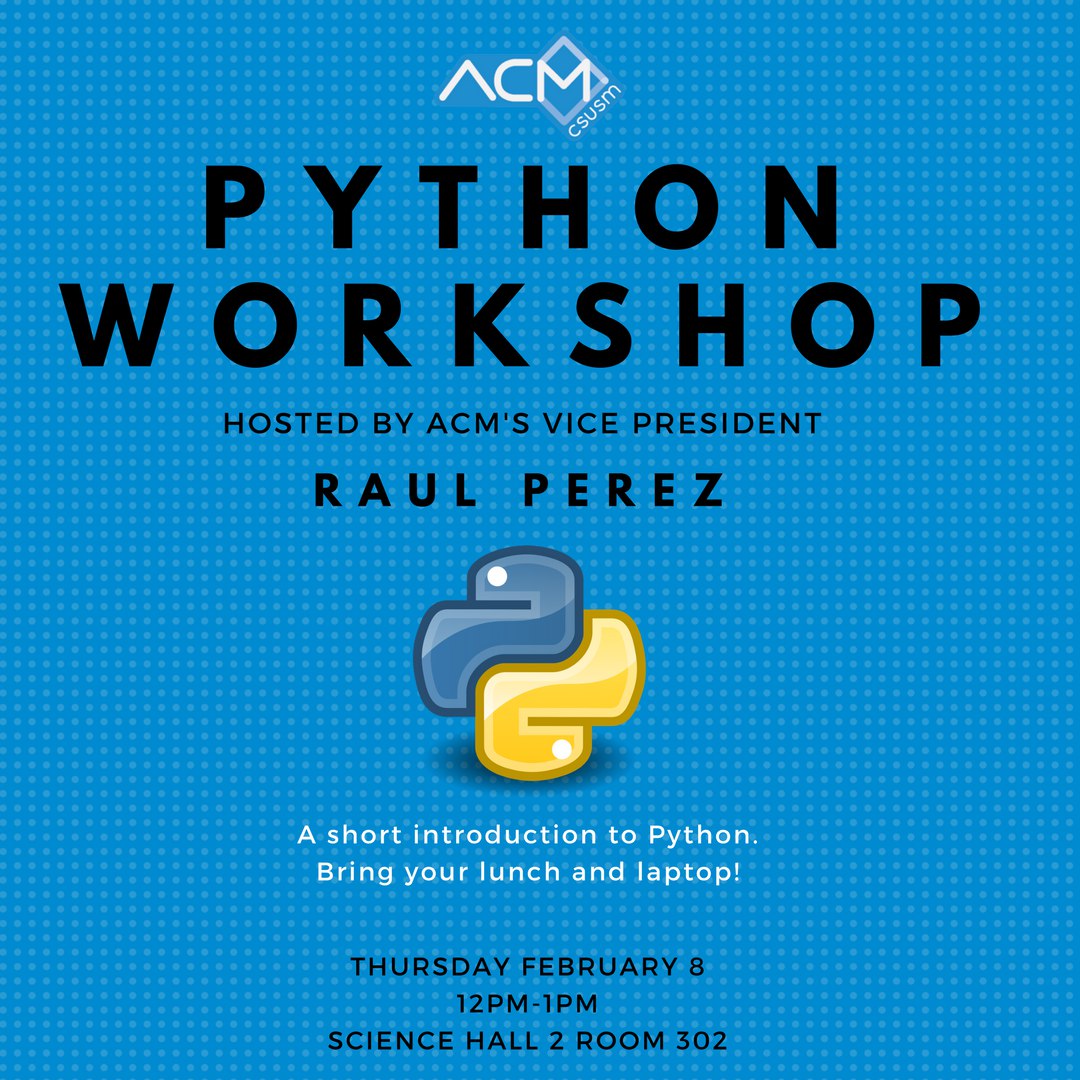 ACM
csusm
PYTHON
WORKSHOP
HOSTED BY ACM'S VICE PRESIDENT
RAUL PEREZ
A short introduction to Python.
Bring your lunch and laptop!
THURSDAY FEBRUARY 8
12PM-1PM
SCIENCE HALL 2 ROOM 302